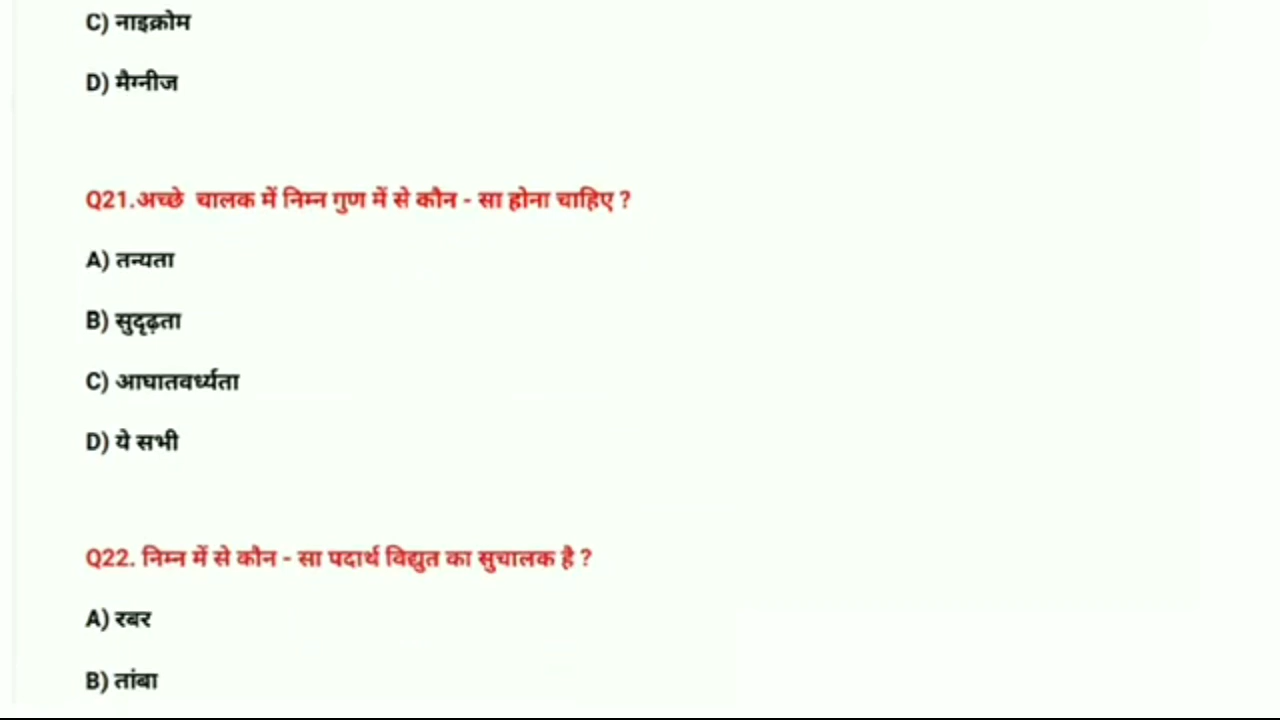 C) नाइक्रोम
D) मैग्नीज
Q21.अच्छे चालक में निम्न गुण में से कौन - सा होना चाहिए ?
A) तन्यता
B) सुदृढ़ता
C) आघातवर्ध्यता
D) ये सभी
Q22. निम्न में से कौन - सा पदार्थ विद्युत का सुचालक है ?
A) रबर
B) तांबा